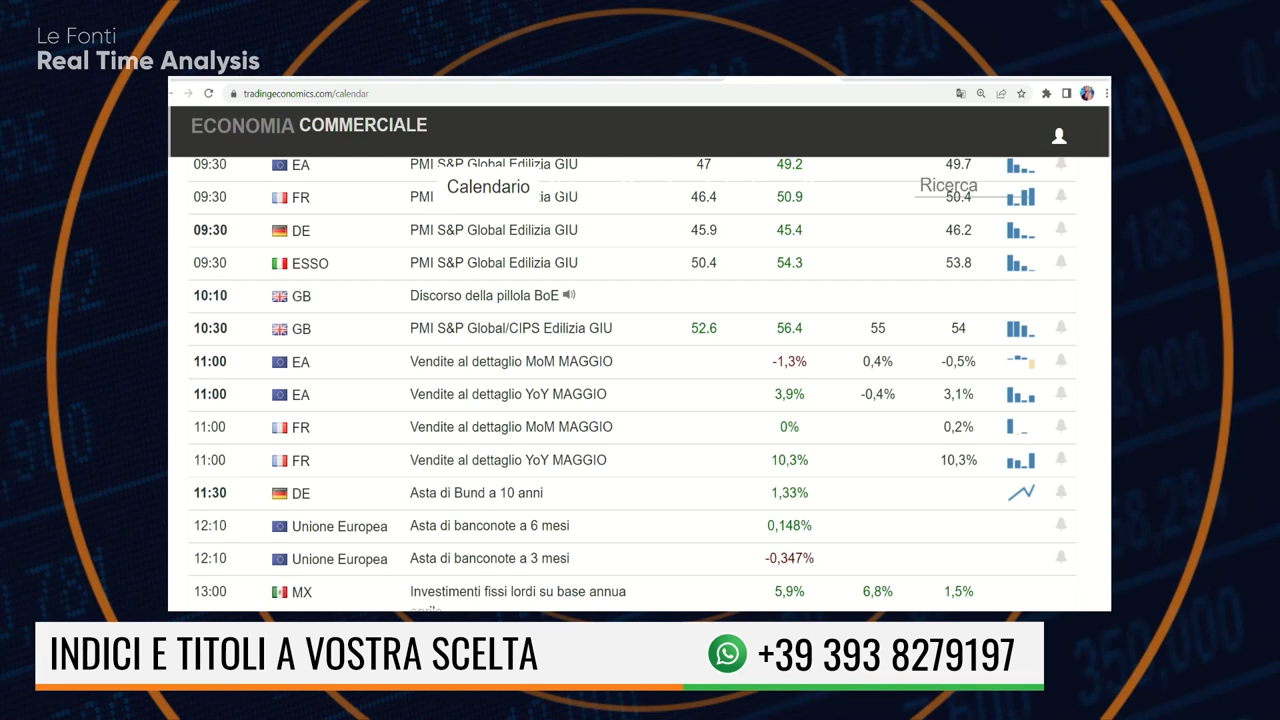 Le Fonti
Real Time Analysis
tradingeconomics.com/calendar
ECONOMIA COMMERCIALE
09:30 EA PMI S&P Global Edilizia GIU 47 49.2 49.7
Calendario Ricerca
09:30 FR PMI GIU 46.4 50.9 50.4
09:30 DE PMI S&P Global Edilizia GIU 45.9 45.4 46.2
09:30 ESSO PMI S&P Global Edilizia GIU 50.4 54.3 53.8
10:10 GB Discorso della pillola BoE
10:30 GB PMI S&P Global/CIPS Edilizia GIU 52.6 56.4 55 54
11:00 EA Vendite al dettaglio MoM MAGGIO -1,3% 0,4% -0,5%
11:00 EA Vendite al dettaglio YoY MAGGIO 3,9% -0,4% 3,1%
11:00 FR Vendite al dettaglio MoM MAGGIO 0% 0,2%
11:00 FR Vendite al dettaglio YoY MAGGIO 10,3% 10,3%
11:30 DE Asta di Bund a 10 anni 1,33%
12:10 Unione Europea Asta di banconote a 6 mesi 0,148%
12:10 Unione Europea Asta di banconote a 3 mesi -0,347%
13:00 MX Investimenti fissi lordi su base annua 5,9% 6,8% 1,5%
INDICI E TITOLI A VOSTRA SCELTA
+39 393 8279197